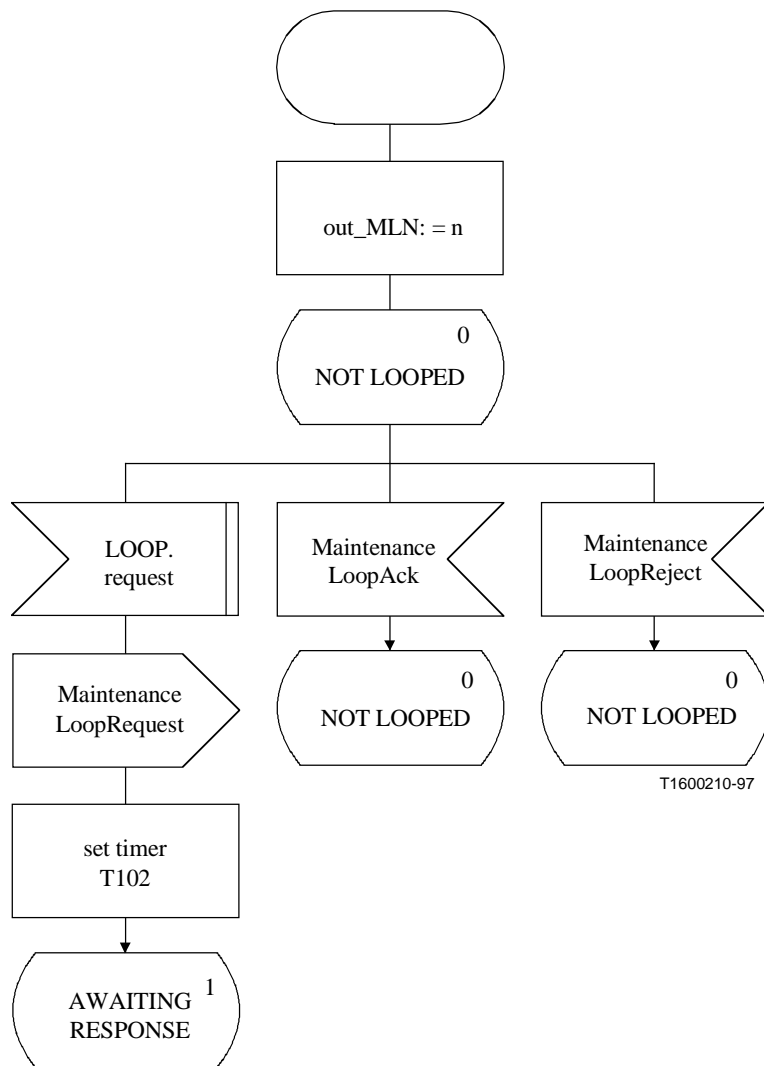 out_MLN: = n
0
NOT LOOPED
LOOP.
request
Maintenance
LoopAck
Maintenance
LoopReject
Maintenance
LoopRequest
0
NOT LOOPED
0
NOT LOOPED
T1600210-97
set timer
T102
1
AWAITING
RESPONSE